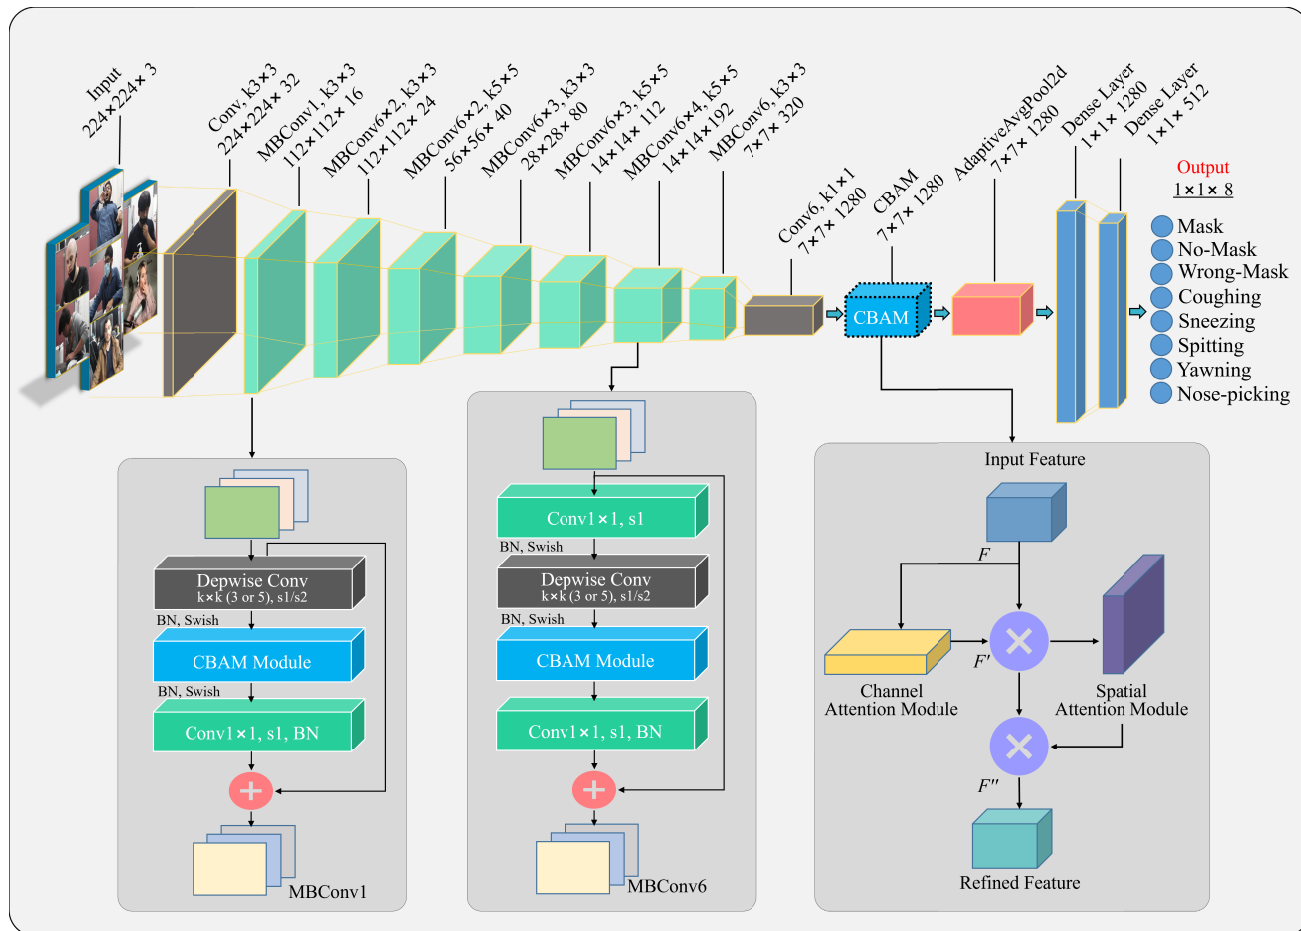 Input
224×224× 3
Conv, k3×3
224×224× 32
MBConv1, k3×3
112×112× 16
MBConv6×2, k3×3
112×112× 24
MBConv6×2, k5×5
56×56× 40
MBConv6×3, k3×3
28×28× 80
MBConv6×3, k5×5
14×14× 112
MBConv6×4, k5×5
14×14×192
MBConv6, k3×3
7×7× 320
Conv6, k1×1
7×7× 1280
CBAM
7×7× 1280
AdaptiveAvgPool2d
7×7× 1280
Dense Layer
1×1× 1280
Dense Layer
1×1× 512
Output
1×1× 8
CBAM
Mask
No-Mask
Wrong-Mask
Coughing
Sneezing
Spitting
Yawning
Nose-picking
Depwise Conv
k×k (3 or 5), s1/s2
BN, Swish
CBAM Module
BN, Swish
Conv1×1, s1, BN
MBConv1
Conv1×1, s1
BN, Swish
Depwise Conv
k×k (3 or 5), s1/s2
BN, Swish
CBAM Module
Conv1×1, s1, BN
MBConv6
Input Feature
F
F'
Channel
Attention Module
Spatial
Attention Module
F''
Refined Feature